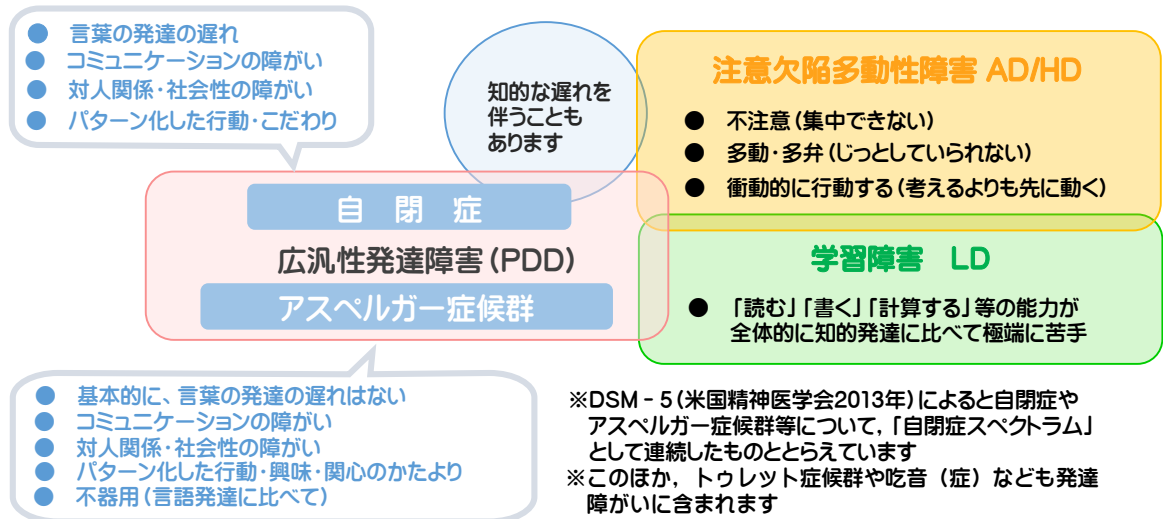 ● 言葉の発達の遅れ
● コミュニケーションの障がい
● 対人関係・社会性の障がい
● パターン化した行動・こだわり
知的な遅れを
伴うことも
あります
注意欠陥多動性障害 AD/HD
● 不注意(集中できない)
● 多動・多弁(じっとしていられない)
● 衝動的に行動する(考えるよりも先に動く)
自 閉 症
広汎性発達障害(PDD)
アスペルガー症候群
学習障害 LD
● 「読む」「書く」「計算する」等の能力が
全体的に知的発達に比べて極端に苦手
● 基本的に、言葉の発達の遅れはない
● コミュニケーションの障がい
● 対人関係・社会性の障がい
● パターン化した行動・興味・関心のかたより
● 不器用(言語発達に比べて)
※DSM‐5(米国精神医学会2013年)によると自閉症や
アスペルガー症候群等について,「自閉症スペクトラム」
として連続したものととらえています
※このほか,トゥレット症候群や吃音(症)なども発達
障がいに含まれます